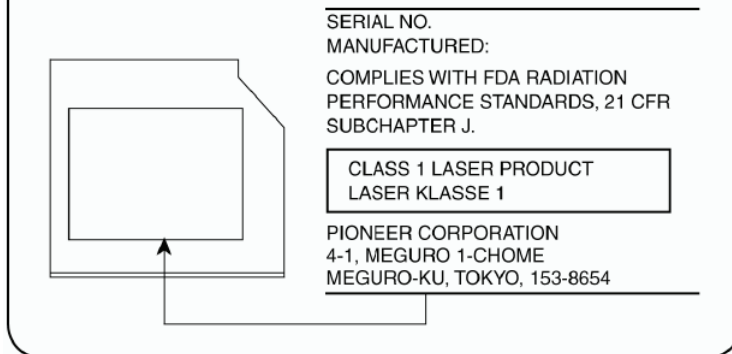 SERIAL NO.
MANUFACTURED:
COMPLIES WITH FDA RADIATION
PERFORMANCE STANDARDS, 21 CFR
SUBCHAPTER J.
CLASS 1 LASER PRODUCT
LASER KLASSE 1
PIONEER CORPORATION
4-1, MEGURO 1-CHOME
MEGURO-KU, TOKYO, 153-8654